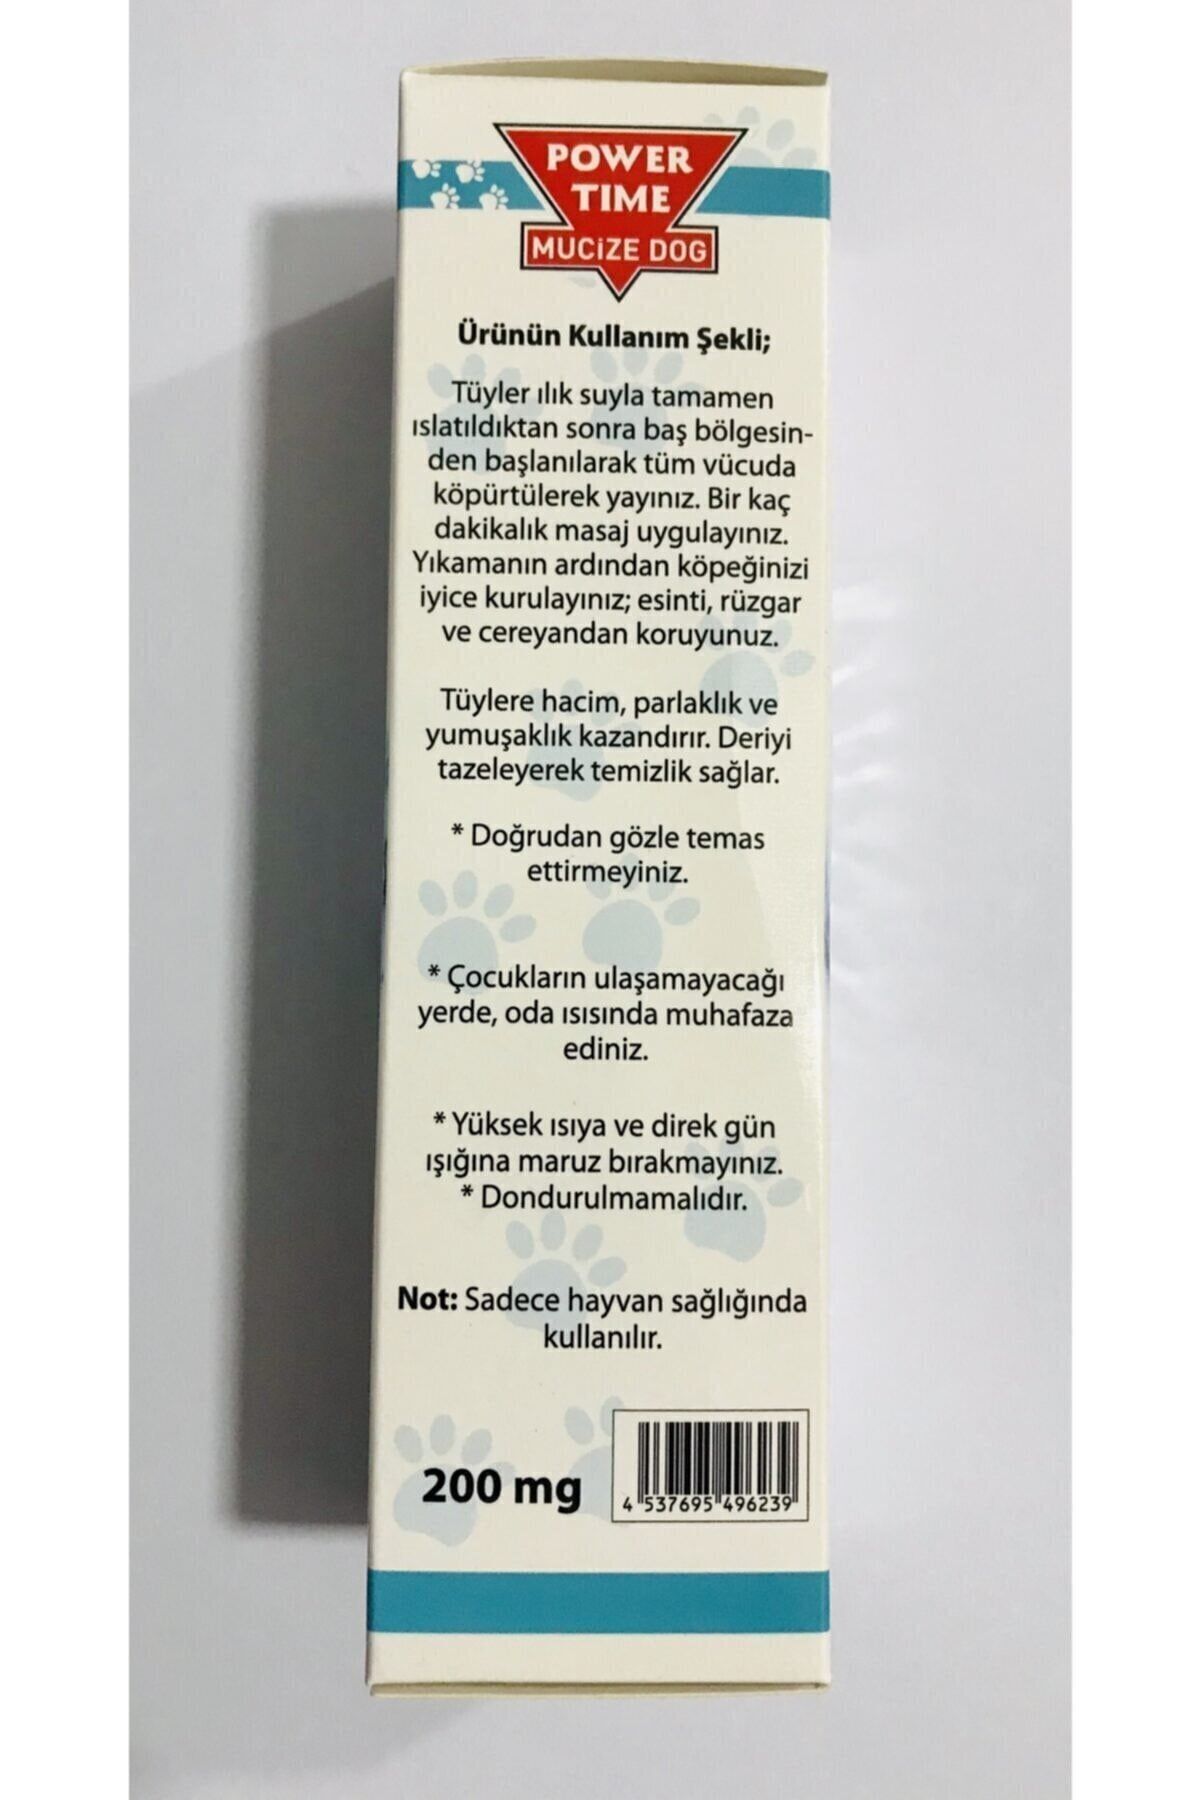 POWER
TIME
MUCiZE DOG
Ürünün Kullanım Şekli;
Tüyler ılık suyla tamamen
ıslatıldıktan sonra baş bölgesin-
den başlanılarak tüm vücuda
köpürtülerek yayınız. Bir kaç
dakikalık masaj uygulayınız.
Yıkamanın ardından köpeğinizi
iyice kurulayınız; esinti, rüzgar
ve cereyandan koruyunuz.
Tüylere hacim, parlaklık ve
yumuşaklık kazandırır. Deriyi
tazeleyerek temizlik sağlar.
* Doğrudan gözle temas
ettirmeyiniz.
* Çocukların ulaşamayacağı
yerde, oda ısısında muhafaza
ediniz.
* Yüksek ısıya ve direk gün
ışığına maruz bırakmayınız.
* Dondurulmamalıdır.
Not: Sadece hayvan sağlığında
kullanılır.
200 mg
4 537695 496239